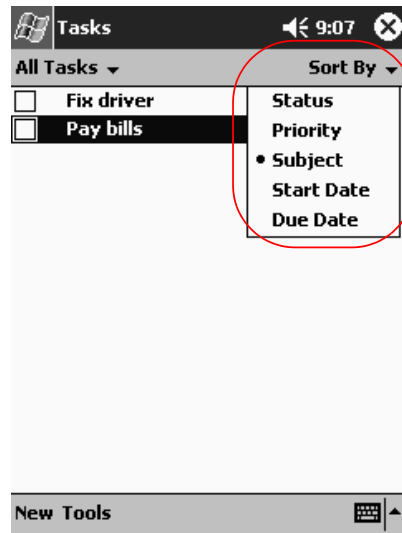 Tasks 9:07
All Tasks Sort By
Fix driver Status
Pay bills Priority
Subject
Start Date
Due Date
New Tools